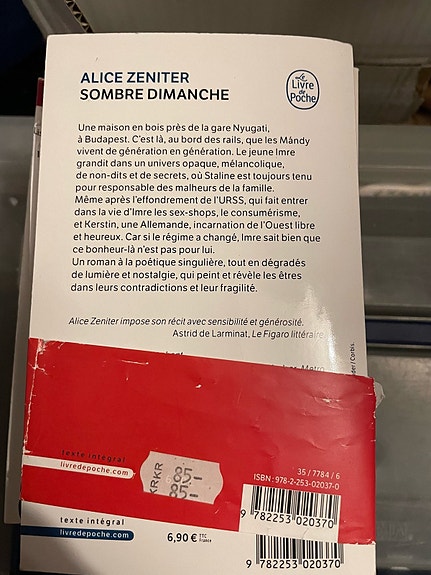 ALICE ZENITER
SOMBRE DIMANCHE
Le
Livre
de
Poche
Une maison en bois près de la gare Nyugati,
à Budapest. C'est là, au bord des rails, que les Mándy
vivent de génération en génération. Le jeune Imre
grandit dans un univers opaque, mélancolique,
de non-dits et de secrets, où Staline est toujours tenu
pour responsable des malheurs de la famille.
Même après l'effondrement de l'URSS, qui fait entrer
dans la vie d'Imre les sex-shops, le consumérisme,
et Kerstin, une Allemande, incarnation de l'Ouest libre
et heureux. Car si le régime a changé, Imre sait bien que
ce bonheur-là n'est pas pour lui.
Un roman à la poétique singulière, tout en dégradés
de lumière et nostalgie, qui peint et révèle les êtres
dans leurs contradictions et leur fragilité.
Alice Zeniter impose son récit avec sensibilité et générosité.
Astrid de Larminat, Le Figaro littéraire.
Metro
/ Corbis.
texte intégral
livredepoche.com
KRKR
85-
85-
35 / 7784 / 6
ISBN : 978-2-253-02037-0
9 782253 020370
texte intégral
livredepoche.com
6,90 € TTC
France
9 782253 020370